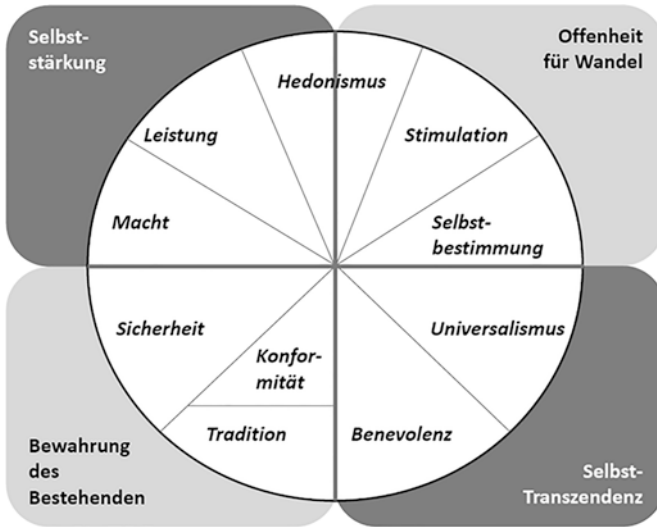 Selbst-
stärkung
Offenheit
für Wandel
Hedonismus
Leistung
Stimulation
Macht
Selbst-
bestimmung
Sicherheit
Universalismus
Konfor-
mität
Tradition
Benevolenz
Bewahrung
des
Bestehenden
Selbst-
Transzendenz